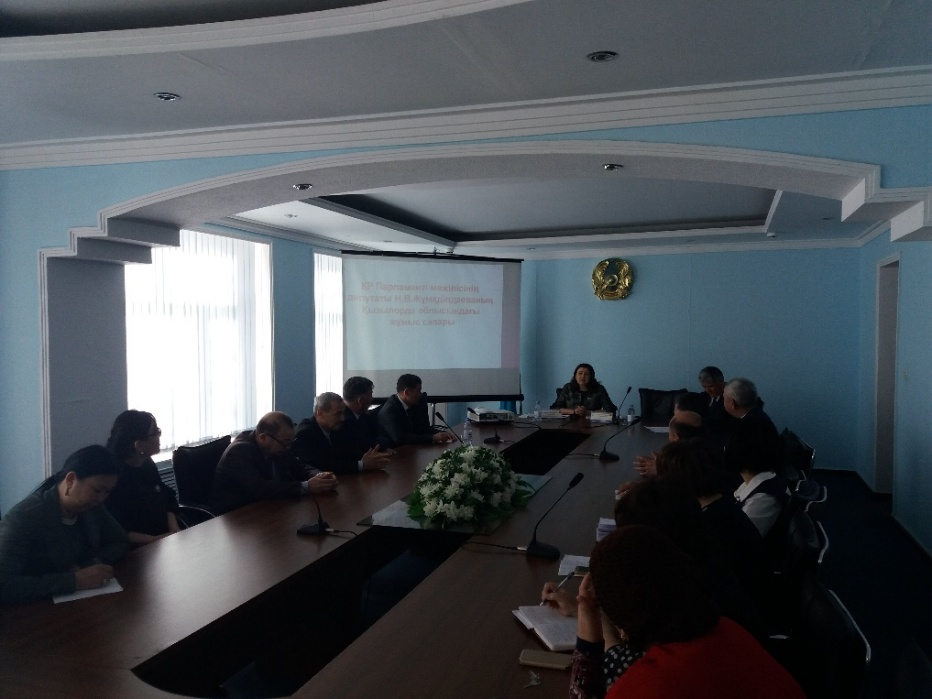 ҚР Парламенті мәжілісінің
депутаты
Қызылорда облысындағы
жұмыс сапары